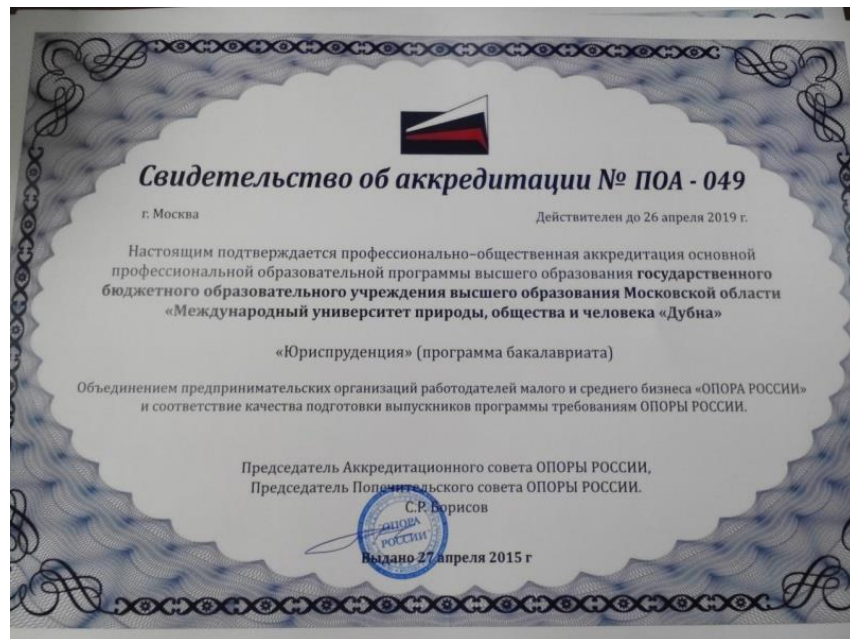 Свидетельство об аккредитации № ПОА - 049
г. Москва
Действителен до 26 апреля 2019 г.
Настоящим подтверждается профессионально–общественная аккредитация основной
профессиональной образовательной программы высшего образования государственного
бюджетного образовательного учреждения высшего образования Московской области
«Международный университет природы, общества и человека «Дубна»
«Юриспруденция» (программа бакалавриата)
Объединением предпринимательских организаций работодателей малого и среднего бизнеса «ОПОРА РОССИИ»
и соответствие качества подготовки выпускников программы требованиям ОПОРЫ РОССИИ.
Председатель Аккредитационного совета ОПОРЫ РОССИИ,
Председатель Попечительского совета ОПОРЫ РОССИИ.
С.Р. Борисов
ОПОРА
РОССИИ
Выдано 27 апреля 2015 г